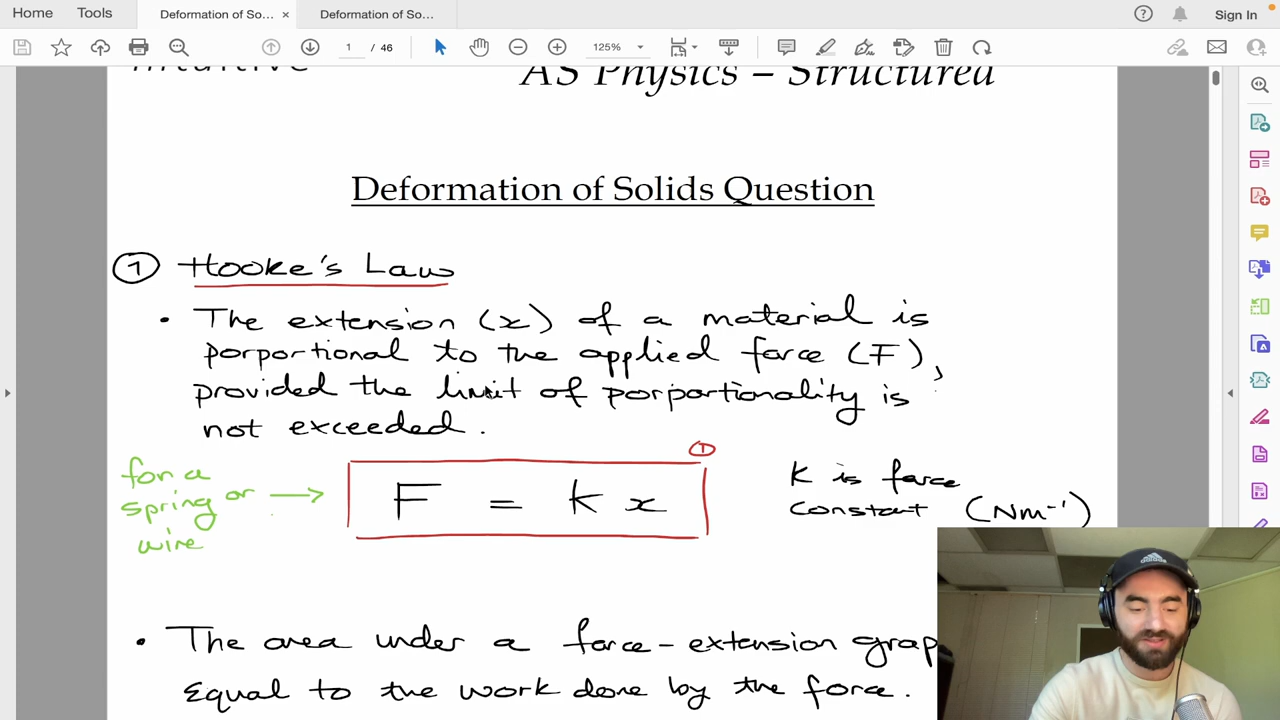 Home Tools Deformation of So... × Deformation of So... Sign In
1 / 46 125%
Intuitive AS Physics – Structured
Deformation of Solids Question
① Hooke's Law
• The extension (x) of a material is
porportional to the applied force (F),
provided the limit of porportionality is
not exceeded.
①
for a
spring or →
wire
F = k x
K is force
constant (Nm⁻¹)
• The area under a force – extension grap
Equal to the work done by the force.